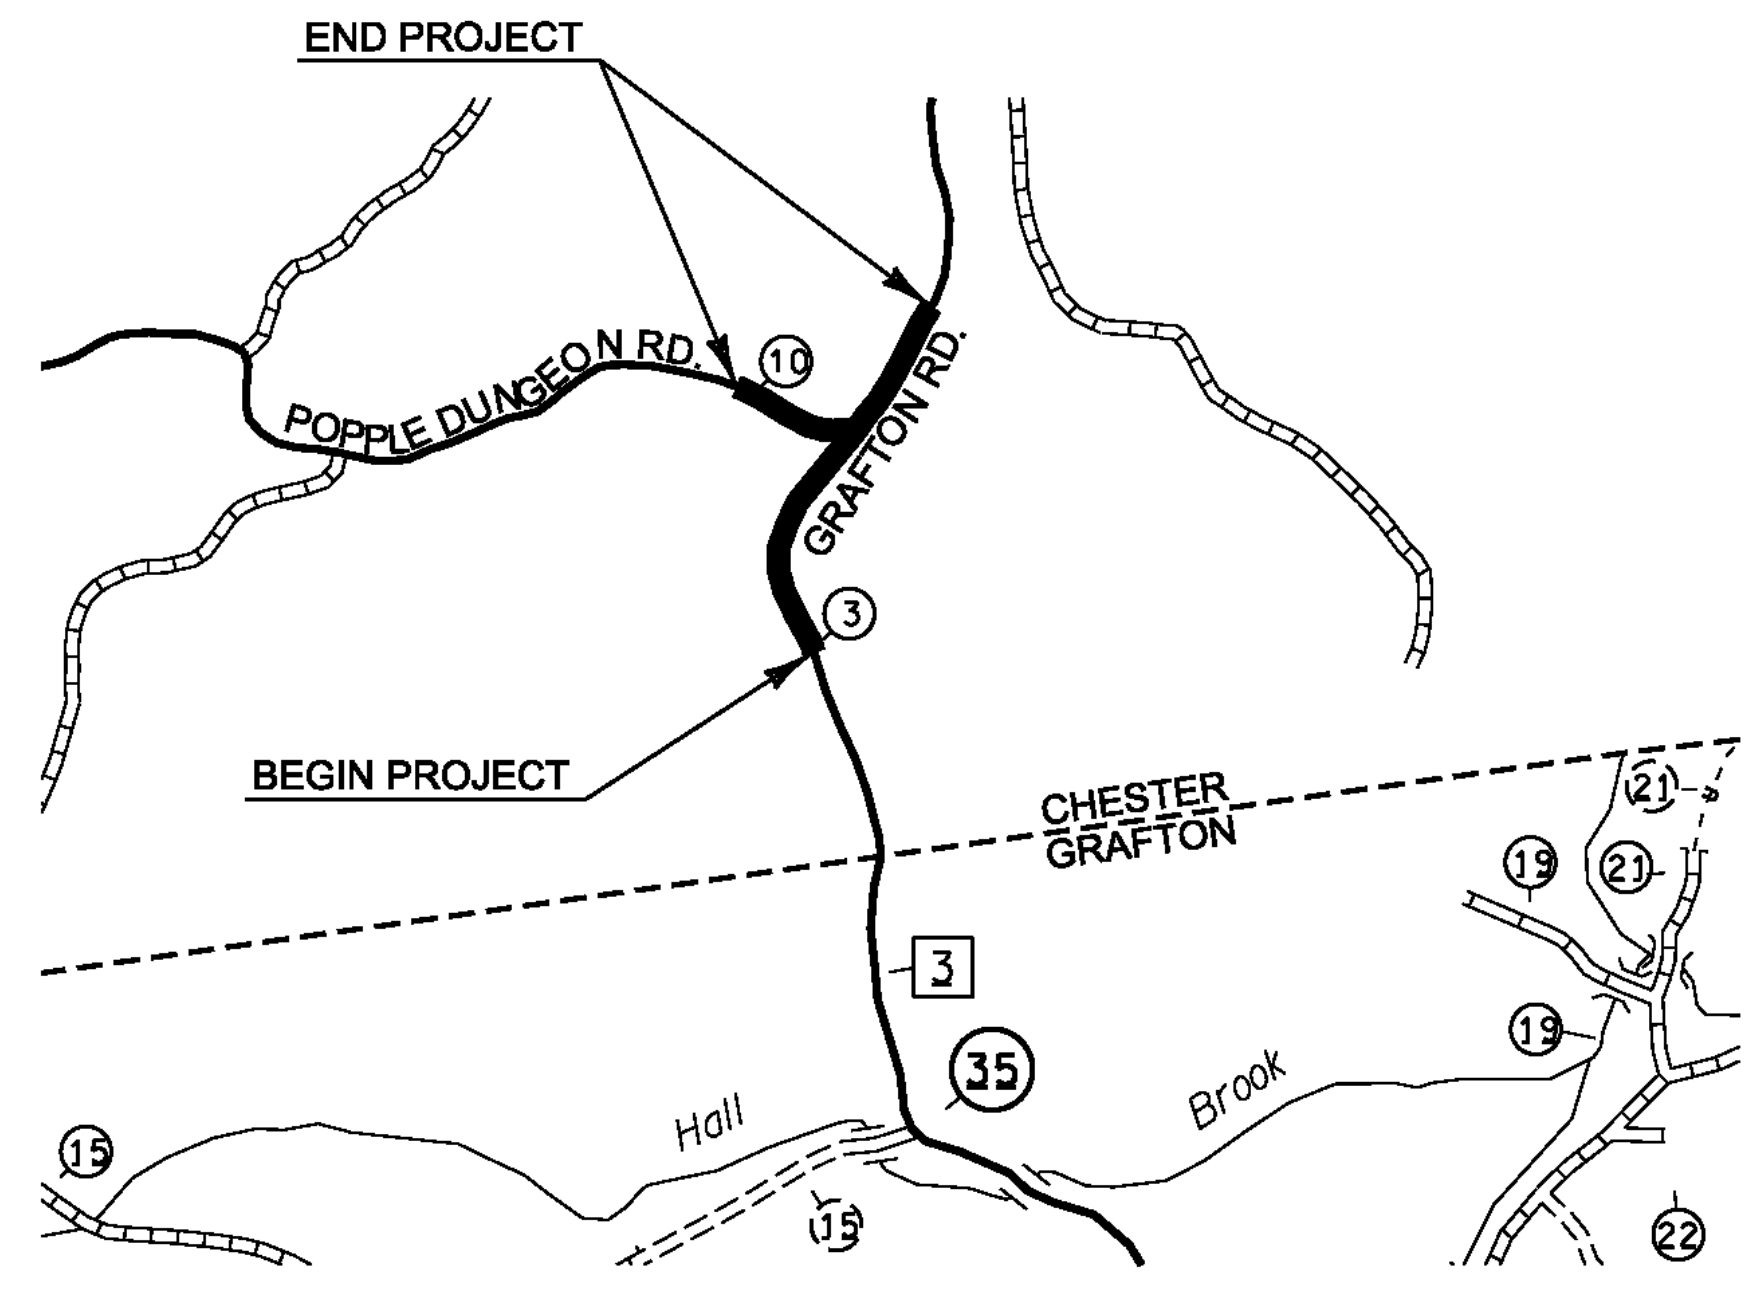 END PROJECT
POPPLE DUNGEON RD.
10
GRAFTON RD.
3
BEGIN PROJECT
CHESTER
GRAFTON
21
19
21
3
35
19
Hall
Brook
15
15
22